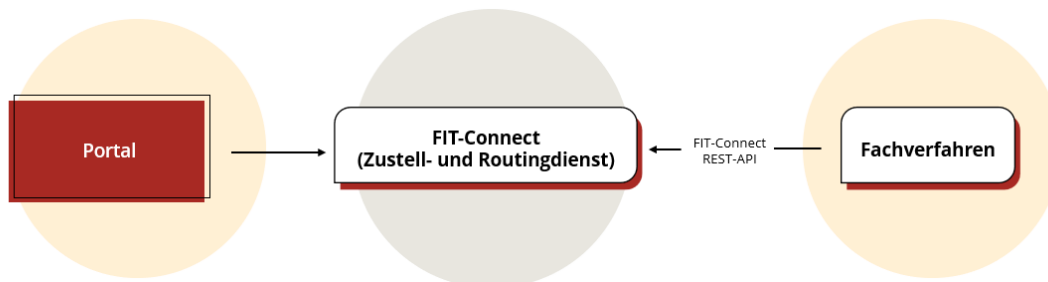 Portal
FIT-Connect
(Zustell- und Routingdienst)
FIT-Connect
REST-API
Fachverfahren